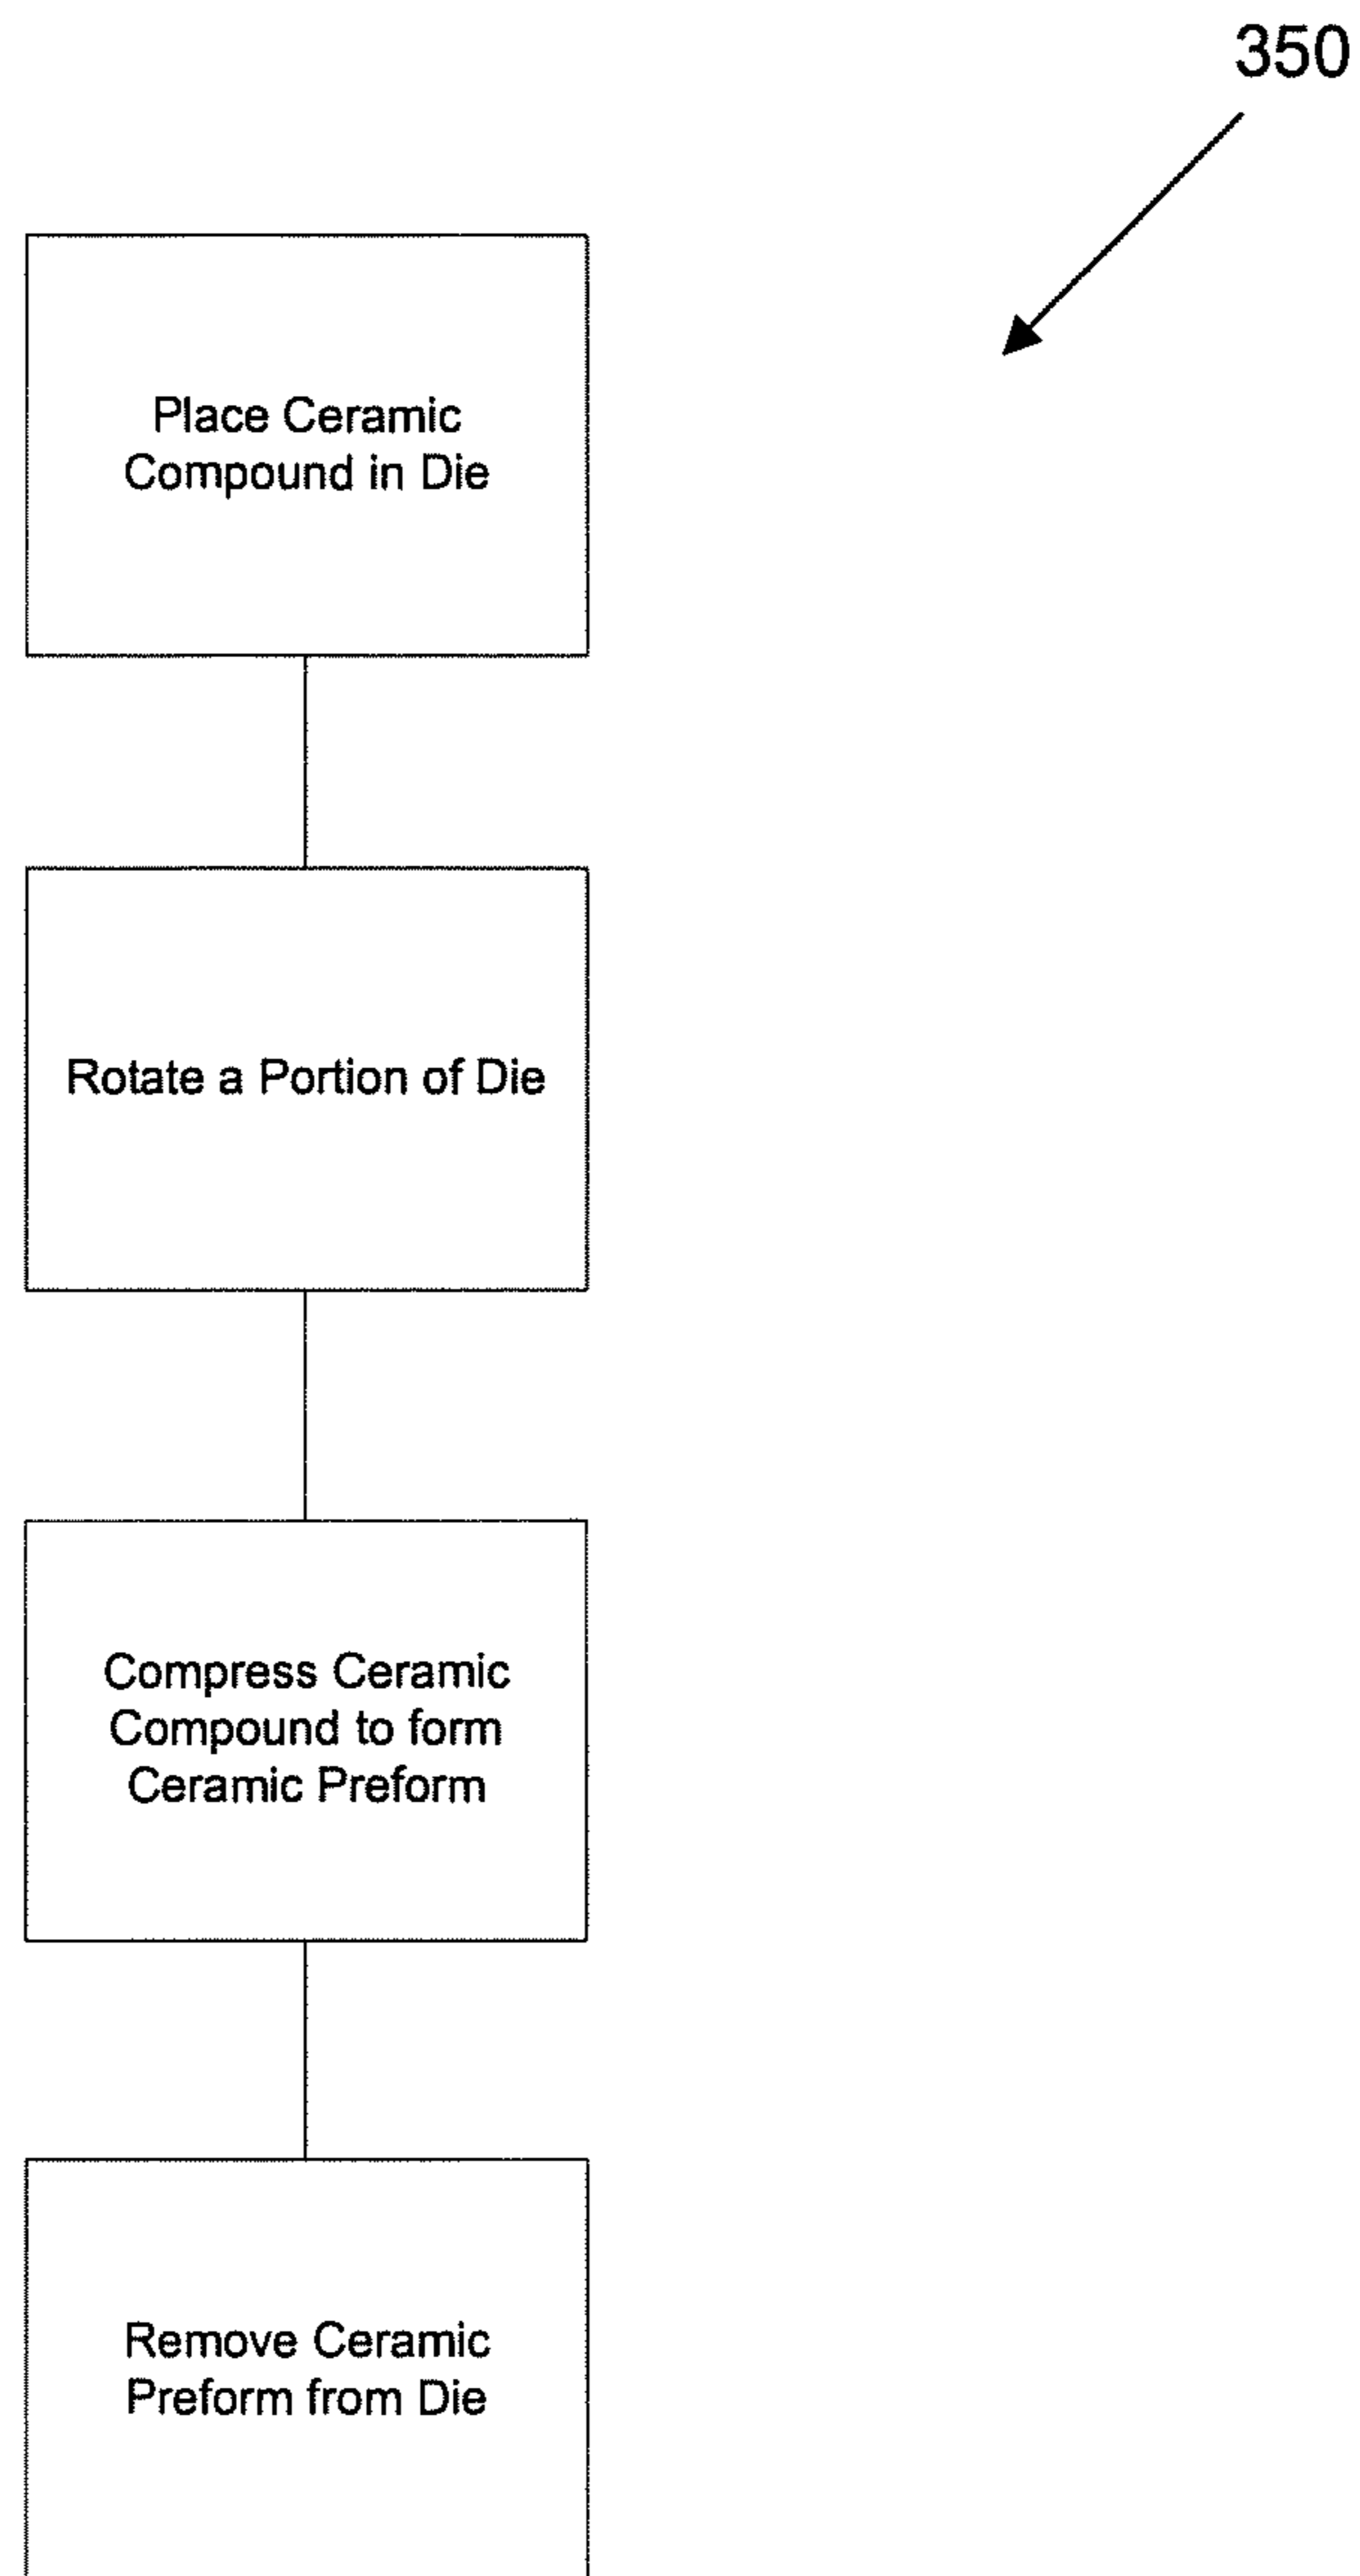 350
Place Ceramic
Compound in Die
Rotate a Portion of Die
Compress Ceramic
Compound to form
Ceramic Preform
Remove Ceramic
Preform from Die